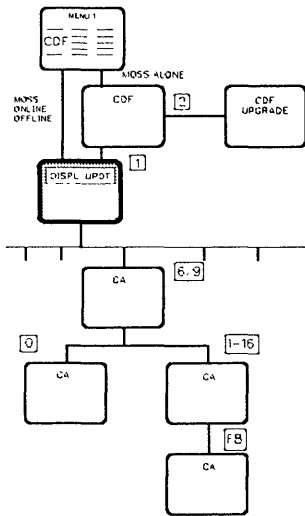 MENU 1
CDF
MOSS ALONE
MOSS
ONLINE
OFFLINE
CDF
2
CDF
UPGRADE
1
DISPL UPDT
6,9
CA
0
1-16
CA
CA
F8
CA